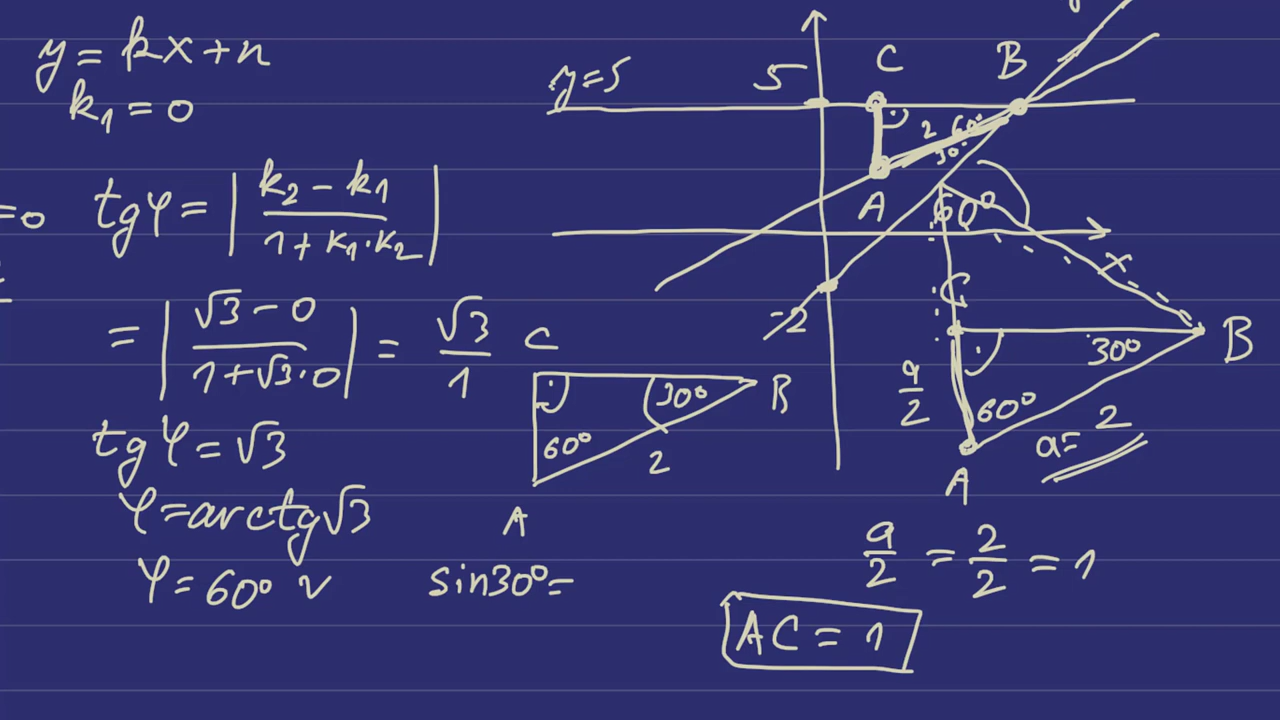 y = kx + n
k₁ = 0
=0
tgφ = | (k₂ - k₁) / (1 + k₁·k₂) |
= | (√3 - 0) / (1 + √3·0) | = √3/1
tgφ = √3
φ = arctg√3
φ = 60° v
C
30°
B
60°
2
A
sin30°=
y=5
5
C
B
2 60°
30°
A
60°
x
-2
C
30°
B
a/2
60°
a = 2
A
a/2 = 2/2 = 1
AC = 1